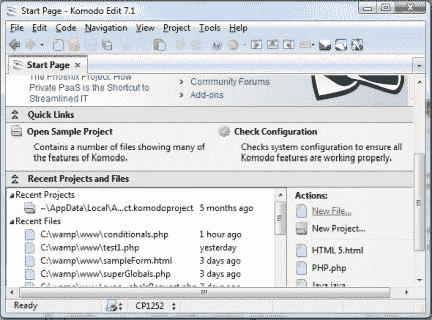 Start Page - Komodo Edit 7.1
File Edit Code Navigation View Project Tools Help
Start Page
The Phoenix Project: How
Private PaaS is the Shortcut to
Streamlined IT
Community Forums
Add-ons
Quick Links
Open Sample Project
Contains a number of files showing many
of the features of Komodo.
Check Configuration
Checks system configuration to ensure all
Komodo features are working properly.
Recent Projects and Files
Recent Projects
~\AppData\Local\A...ct.komodoproject 5 months ago
Recent Files
C:\wamp\www\conditionals.php 1 hour ago
C:\wamp\www\test1.php yesterday
C:\wamp\www\sampleForm.html 3 days ago
C:\wamp\www\superGlobals.php 3 days ago
3 days ago
Actions:
New File...
New Project...
HTML 5.html
PHP.php
Java.java
Ready
CP1252